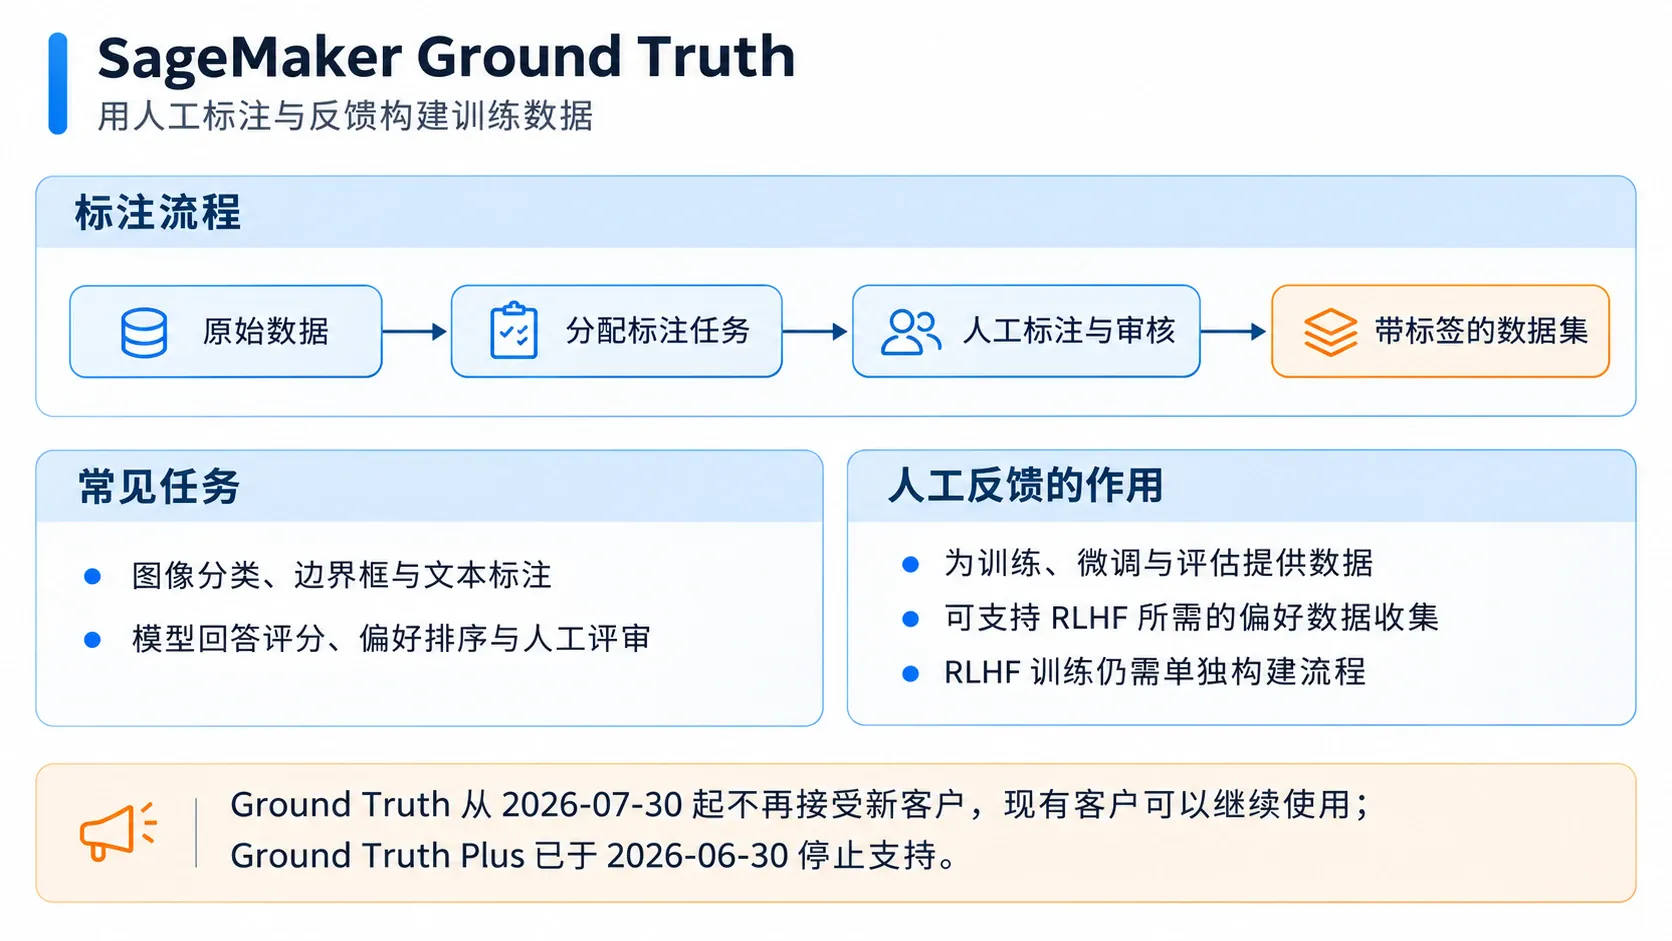 SageMaker Ground Truth
用人工标注与反馈构建训练数据
标注流程
原始数据
分配标注任务
人工标注与审核
带标签的数据集
常见任务
图像分类、边界框与文本标注
模型回答评分、偏好排序与人工评审
人工反馈的作用
为训练、微调与评估提供数据
可支持 RLHF 所需的偏好数据收集
RLHF 训练仍需单独构建流程
Ground Truth 从 2026-07-30 起不再接受新客户，现有客户可以继续使用；
Ground Truth Plus 已于 2026-06-30 停止支持。